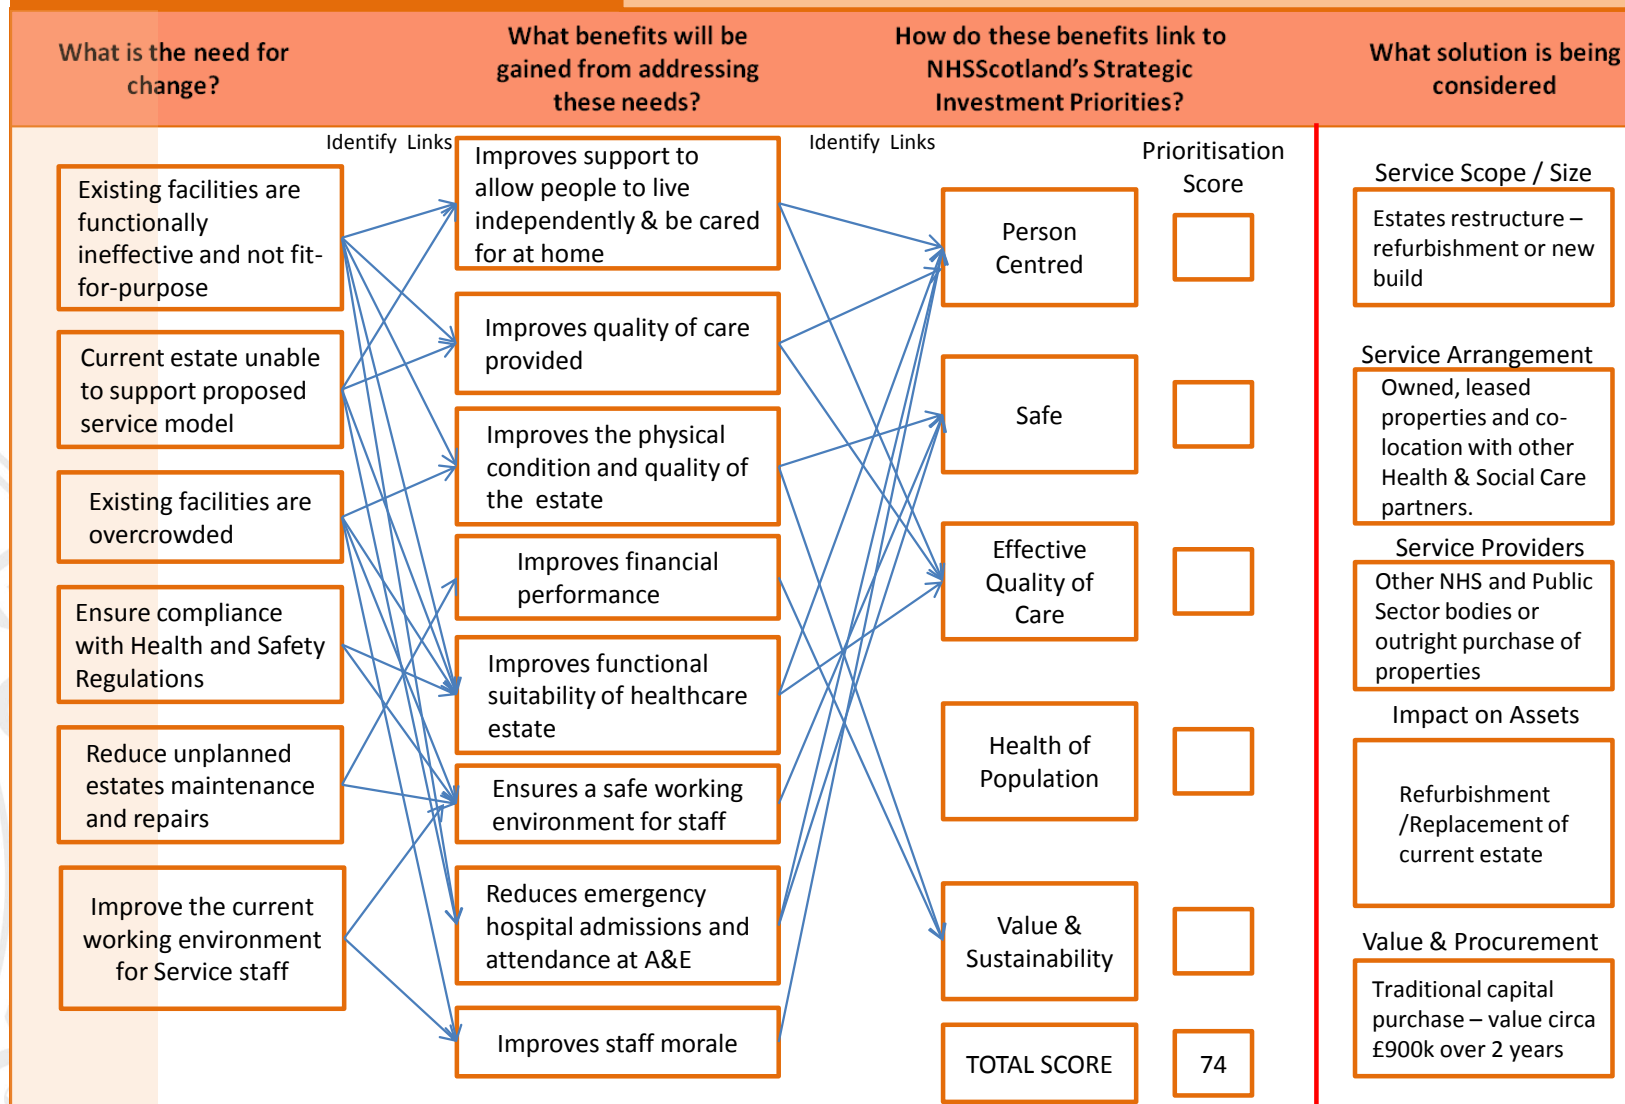 What is the need for
change?
What benefits will be
gained from addressing
these needs?
How do these benefits link to
NHSScotland's Strategic
Investment Priorities?
What solution is being
considered
Identify Links
Existing facilities are
functionally
ineffective and not fit-
for-purpose
Current estate unable
to support proposed
service model
Existing facilities are
overcrowded
Ensure compliance
with Health and Safety
Regulations
Reduce unplanned
estates maintenance
and repairs
Improve the current
working environment
for Service staff
Improves support to
allow people to live
independently & be cared
for at home
Improves quality of care
provided
Improves the physical
condition and quality of
the estate
Improves financial
performance
Improves functional
suitability of healthcare
estate
Ensures a safe working
environment for staff
Reduces emergency
hospital admissions and
attendance at A&E
Improves staff morale
Identify Links
Prioritisation
Score
Person
Centred
Safe
Effective
Quality of
Care
Health of
Population
Value &
Sustainability
TOTAL SCORE
74
Service Scope / Size
Estates restructure –
refurbishment or new
build
Service Arrangement
Owned, leased
properties and co-
location with other
Health & Social Care
partners.
Service Providers
Other NHS and Public
Sector bodies or
outright purchase of
properties
Impact on Assets
Refurbishment
/Replacement of
current estate
Value & Procurement
Traditional capital
purchase – value circa
£900k over 2 years